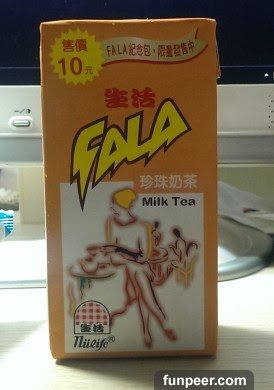 售價
10元
FALA紀念包,限量發售中
生活
FALA
珍珠奶茶
Milk Tea
生活
niilife®
funpeer.com